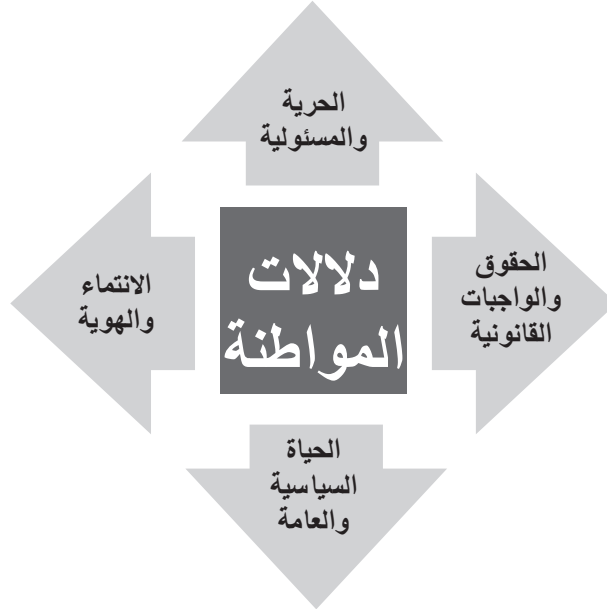 الحرية
والمسئولية
الحقوق
والواجبات
القانونية
دلالات
المواطنة
الانتماء
والهوية
الحياة
السياسية
والعامة